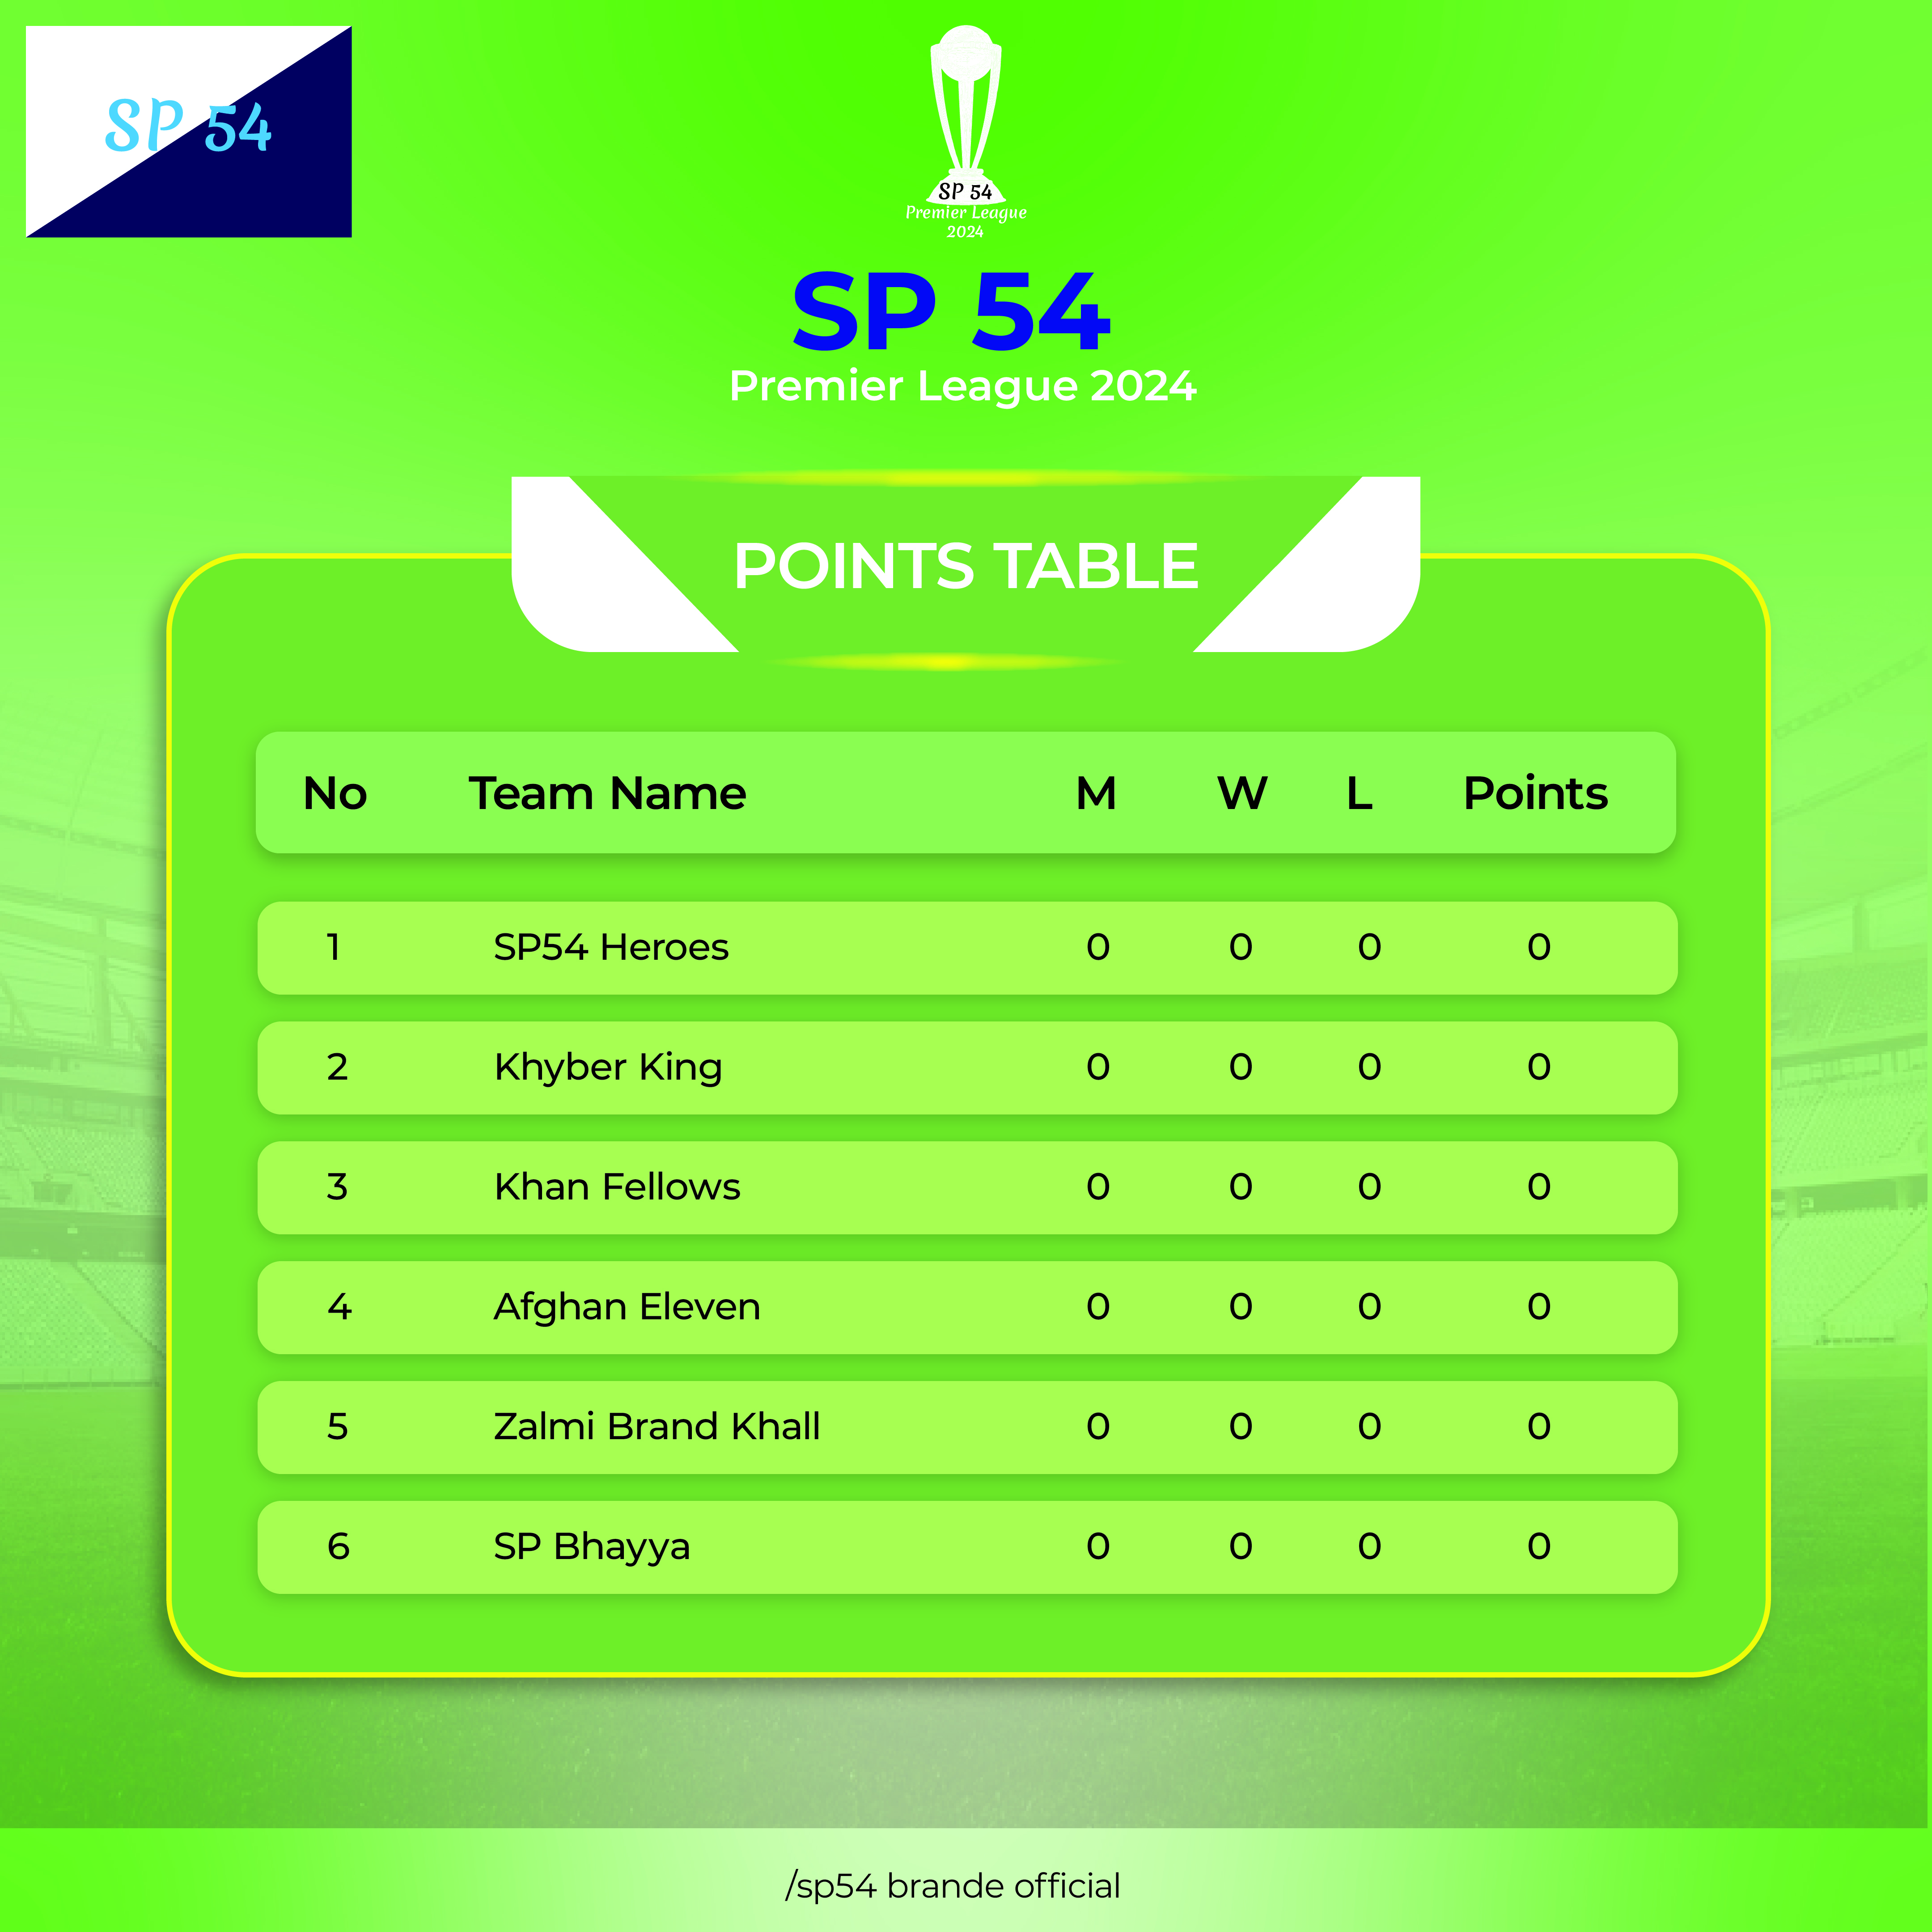 SP 54
SP 54
Premier League
2024
SP 54
Premier League 2024
POINTS TABLE
No Team Name M W L Points
1 SP54 Heroes 0 0 0 0
2 Khyber King 0 0 0 0
3 Khan Fellows 0 0 0 0
4 Afghan Eleven 0 0 0 0
5 Zalmi Brand Khall 0 0 0 0
6 SP Bhayya 0 0 0 0
/sp54 brande official